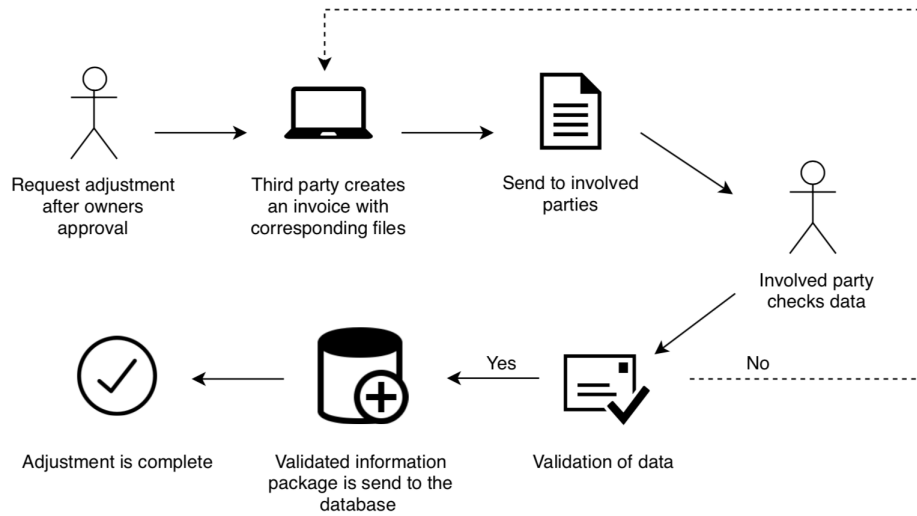 Request adjustment
after owners
approval
Third party creates
an invoice with
corresponding files
Send to involved
parties
Involved party
checks data
Yes
No
Adjustment is complete
Validated information
package is send to the
database
Validation of data